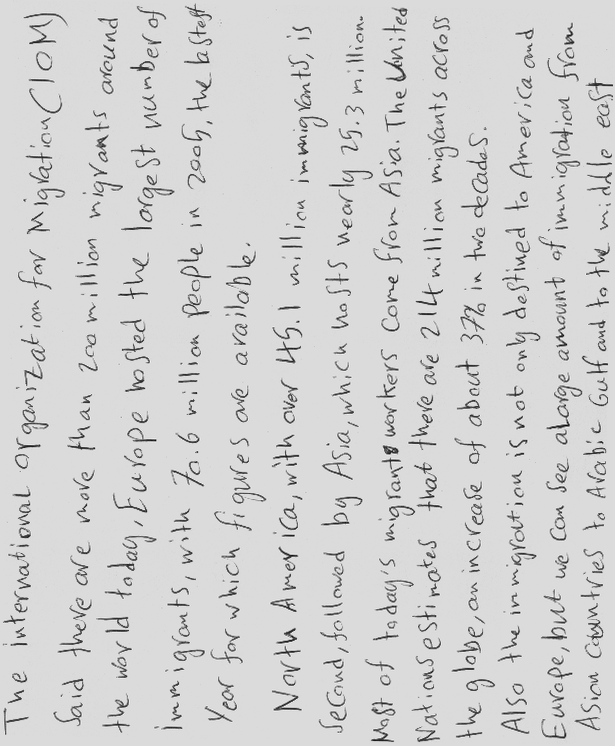 The international organization for Migration (IOM)
Said there are more than 200 million migrants around
the world today, Europe hosted the largest number of
immigrants, with 70.6 million people in 2005, the lastest
Year for which figures are available.
North America, with over 45.1 million immigrants, is
second, followed by Asia, which hosts nearly 25.3 million.
Most of today's migrants workers come from Asia. The United
Nations estimates that there are 214 million migrants across
the globe, an increase of about 37% in two decades.
Also the immigration is not only destined to America and
Europe, but we can see a large amount of immigration from
Asian countries to Arabic Gulf and to the middle east